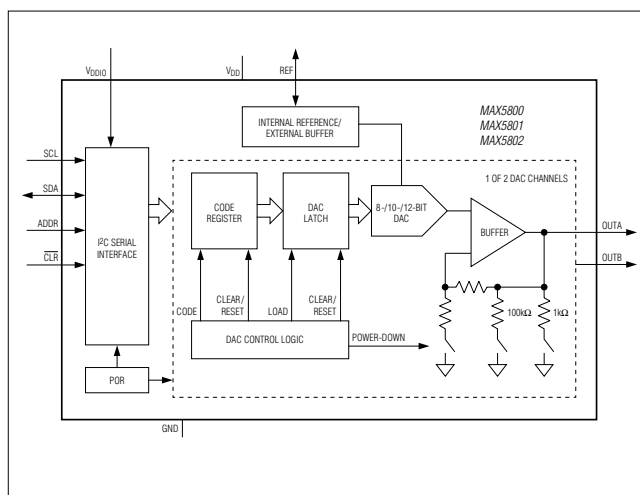 VDDIO
VDD
REF
INTERNAL REFERENCE/
EXTERNAL BUFFER
MAX5800
MAX5801
MAX5802
SCL
SDA
ADDR
CLR
I2C SERIAL
INTERFACE
1 OF 2 DAC CHANNELS
CODE
REGISTER
DAC
LATCH
8-/10-/12-BIT
DAC
BUFFER
OUTA
OUTB
CODE
CLEAR/
RESET
LOAD
CLEAR/
RESET
100kΩ
1kΩ
DAC CONTROL LOGIC
POWER-DOWN
POR
GND